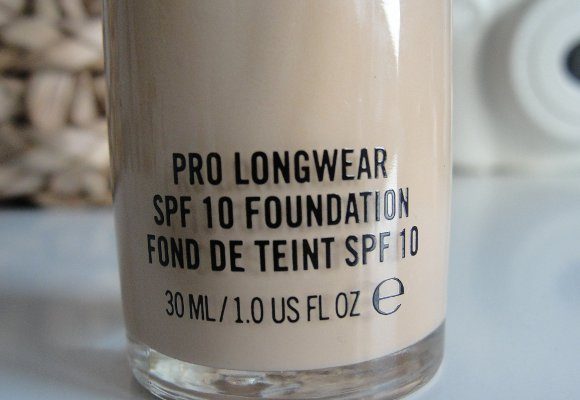 PRO LONGWEAR
SPF 10 FOUNDATION
FOND DE TEINT SPF 10
30 ML / 1.0 US FL OZ ℮